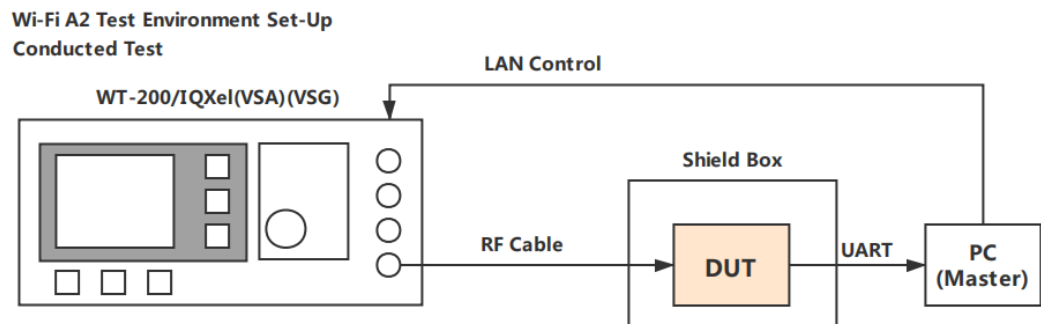 Wi-Fi A2 Test Environment Set-Up
Conducted Test
LAN Control
WT-200/IQXel(VSA)(VSG)
Shield Box
RF Cable
DUT
UART
PC
(Master)